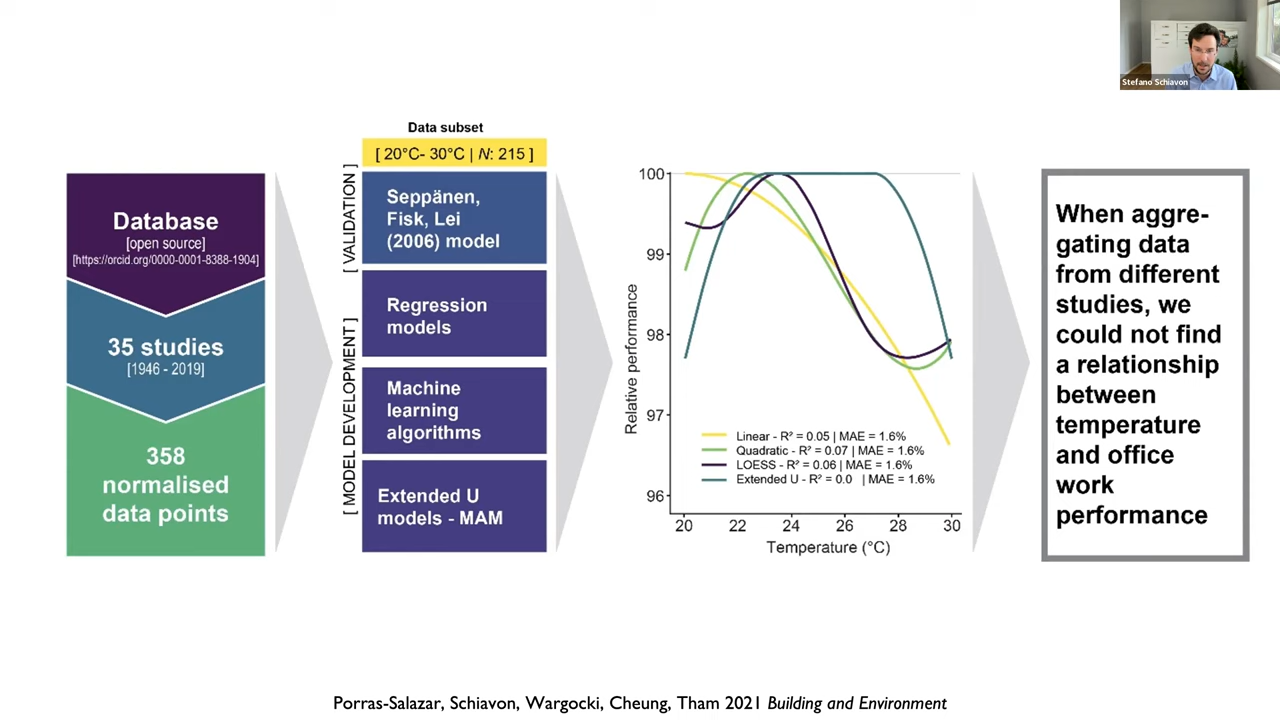 Stefano Schiavon
Database
[open source]
[https://orcid.org/0000-0001-8388-1904]
35 studies
[1946 - 2019]
358
normalised
data points
Data subset
[ 20°C- 30°C | N: 215 ]
[ VALIDATION ]
Seppänen,
Fisk, Lei
(2006) model
[ MODEL DEVELOPMENT ]
Regression
models
Machine
learning
algorithms
Extended U
models - MAM
Relative performance
100
99
98
97
96
Linear - R² = 0.05 | MAE = 1.6%
Quadratic - R² = 0.07 | MAE = 1.6%
LOESS - R² = 0.06 | MAE = 1.6%
Extended U - R² = 0.0 | MAE = 1.6%
20 22 24 26 28 30
Temperature (°C)
When aggre-
gating data
from different
studies, we
could not find
a relationship
between
temperature
and office
work
performance
Porras-Salazar, Schiavon, Wargocki, Cheung, Tham 2021 Building and Environment